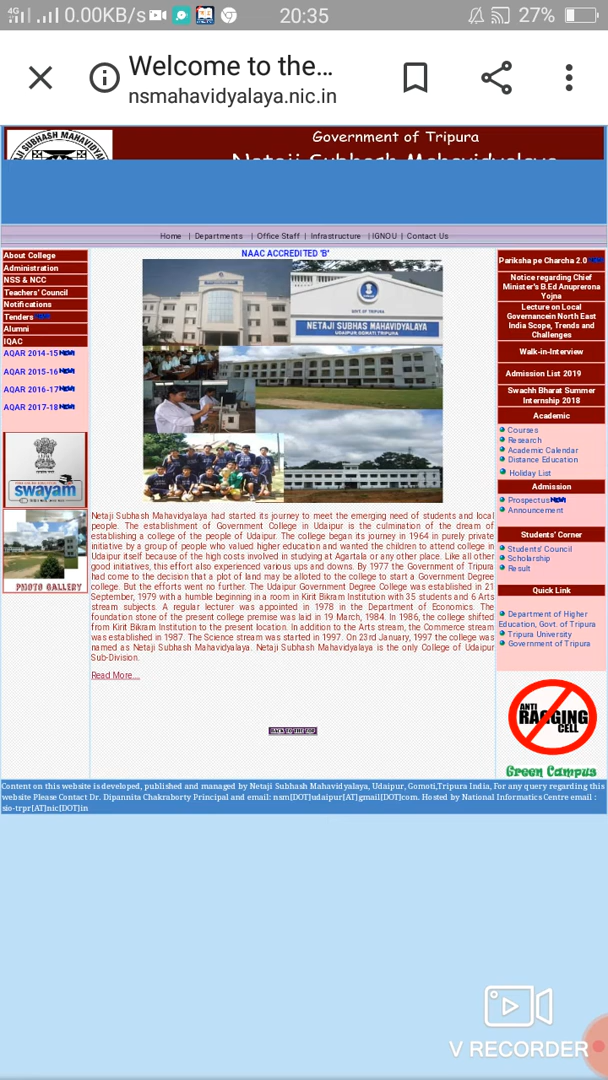 4G 0.00KB/s 20:35 27%
Welcome to the...
nsmahavidyalaya.nic.in
Government of Tripura
Netaji Subhash Mahavidyalaya
Home | Departments | Office Staff | Infrastructure | IGNOU | Contact Us
About College
Administration
NSS & NCC
Teachers' Council
Notifications
Tenders
Alumni
IQAC
AQAR 2014-15
AQAR 2015-16
AQAR 2016-17
AQAR 2017-18
swayam
PHOTO GALLERY
NAAC ACCREDITED 'B'
GOVT. OF TRIPURA
NETAJI SUBHAS MAHAVIDYALAYA
UDAIPUR GOMATI TRIPURA
Netaji Subhash Mahavidyalaya had started its journey to meet the emerging need of students and local
people. The establishment of Government College in Udaipur is the culmination of the dream of
establishing a college of the people of Udaipur. The college began its journey in 1964 in purely private
initiative by a group of people who valued higher education and wanted the children to attend college in
Udaipur itself because of the high costs involved in studying at Agartala or any other place. Like all other
good initiatives, this effort also experienced various ups and downs. By 1977 the Government of Tripura
had come to the decision that a plot of land may be alloted to the college to start a Government Degree
college. But the efforts went no further. The Udaipur Government Degree College was established in 21
September, 1979 with a humble beginning in a room in Kirit Bikram Institution with 35 students and 6 Arts
stream subjects. A regular lecturer was appointed in 1978 in the Department of Economics. The
foundation stone of the present college premise was laid in 19 March, 1984. In 1986, the college shifted
from Kirit Bikram Institution to the present location. In addition to the Arts stream, the Commerce stream
was established in 1987. The Science stream was started in 1997. On 23rd January, 1997 the college was
named as Netaji Subhash Mahavidyalaya. Netaji Subhash Mahavidyalaya is the only College of Udaipur
Sub-Division.
Read More...
BACK TO THE TOP
Pariksha pe Charcha 2.0
Notice regarding Chief
Minister's B.Ed Anuprerona
Yojna
Lecture on Local
Governancein North East
India Scope, Trends and
Challenges
Walk-in-Interview
Admission List 2019
Swachh Bharat Summer
Internship 2018
Academic
Courses
Research
Academic Calendar
Distance Education
Holiday List
Admission
Prospectus
Announcement
Students' Corner
Students' Council
Scholarship
Result
Quick Link
Department of Higher
Education, Govt. of Tripura
Tripura University
Government of Tripura
ANTI
RAGGING
CELL
Green Campus
Content on this website is developed, published and managed by Netaji Subhash Mahavidyalaya, Udaipur, Gomoti,Tripura India, For any query regarding this
website Please Contact Dr. Dipannita Chakraborty Principal and email: nsm[DOT]udaipur[AT]gmail[DOT]com. Hosted by National Informatics Centre email :
sio-trpr[AT]nic[DOT]in
V RECORDER